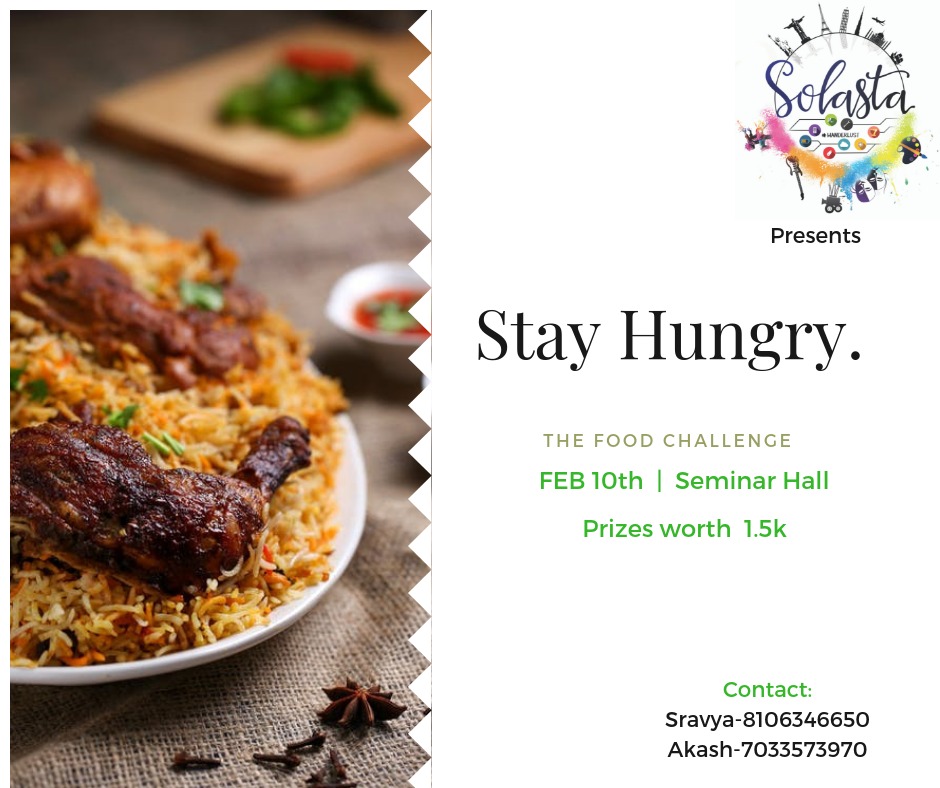 Solasta
#WANDERLUST
Presents
Stay Hungry.
THE FOOD CHALLENGE
FEB 10th | Seminar Hall
Prizes worth 1.5k
Contact:
Sravya-8106346650
Akash-7033573970